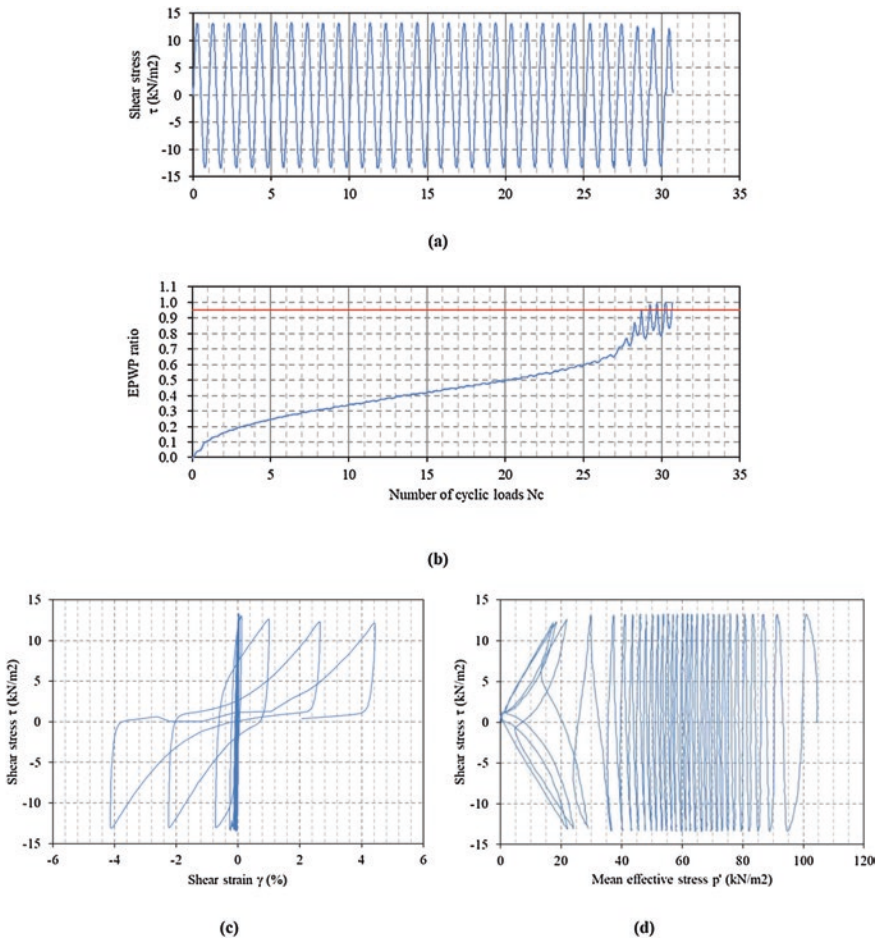 Shear stress
τ (kN/m2)
15
10
5
0
-5
-10
-15
0 5 10 15 20 25 30 35
(a)
EPWP ratio
1.1
1.0
0.9
0.8
0.7
0.6
0.5
0.4
0.3
0.2
0.1
0.0
0 5 10 15 20 25 30 35
Number of cyclic loads Nc
(b)
Shear stress τ (kN/m2)
15
10
5
0
-5
-10
-15
-6 -4 -2 0 2 4 6
Shear strain γ (%)
(c)
Shear stress τ (kN/m2)
15
10
5
0
-5
-10
-15
0 20 40 60 80 100 120
Mean effective stress p' (kN/m2)
(d)